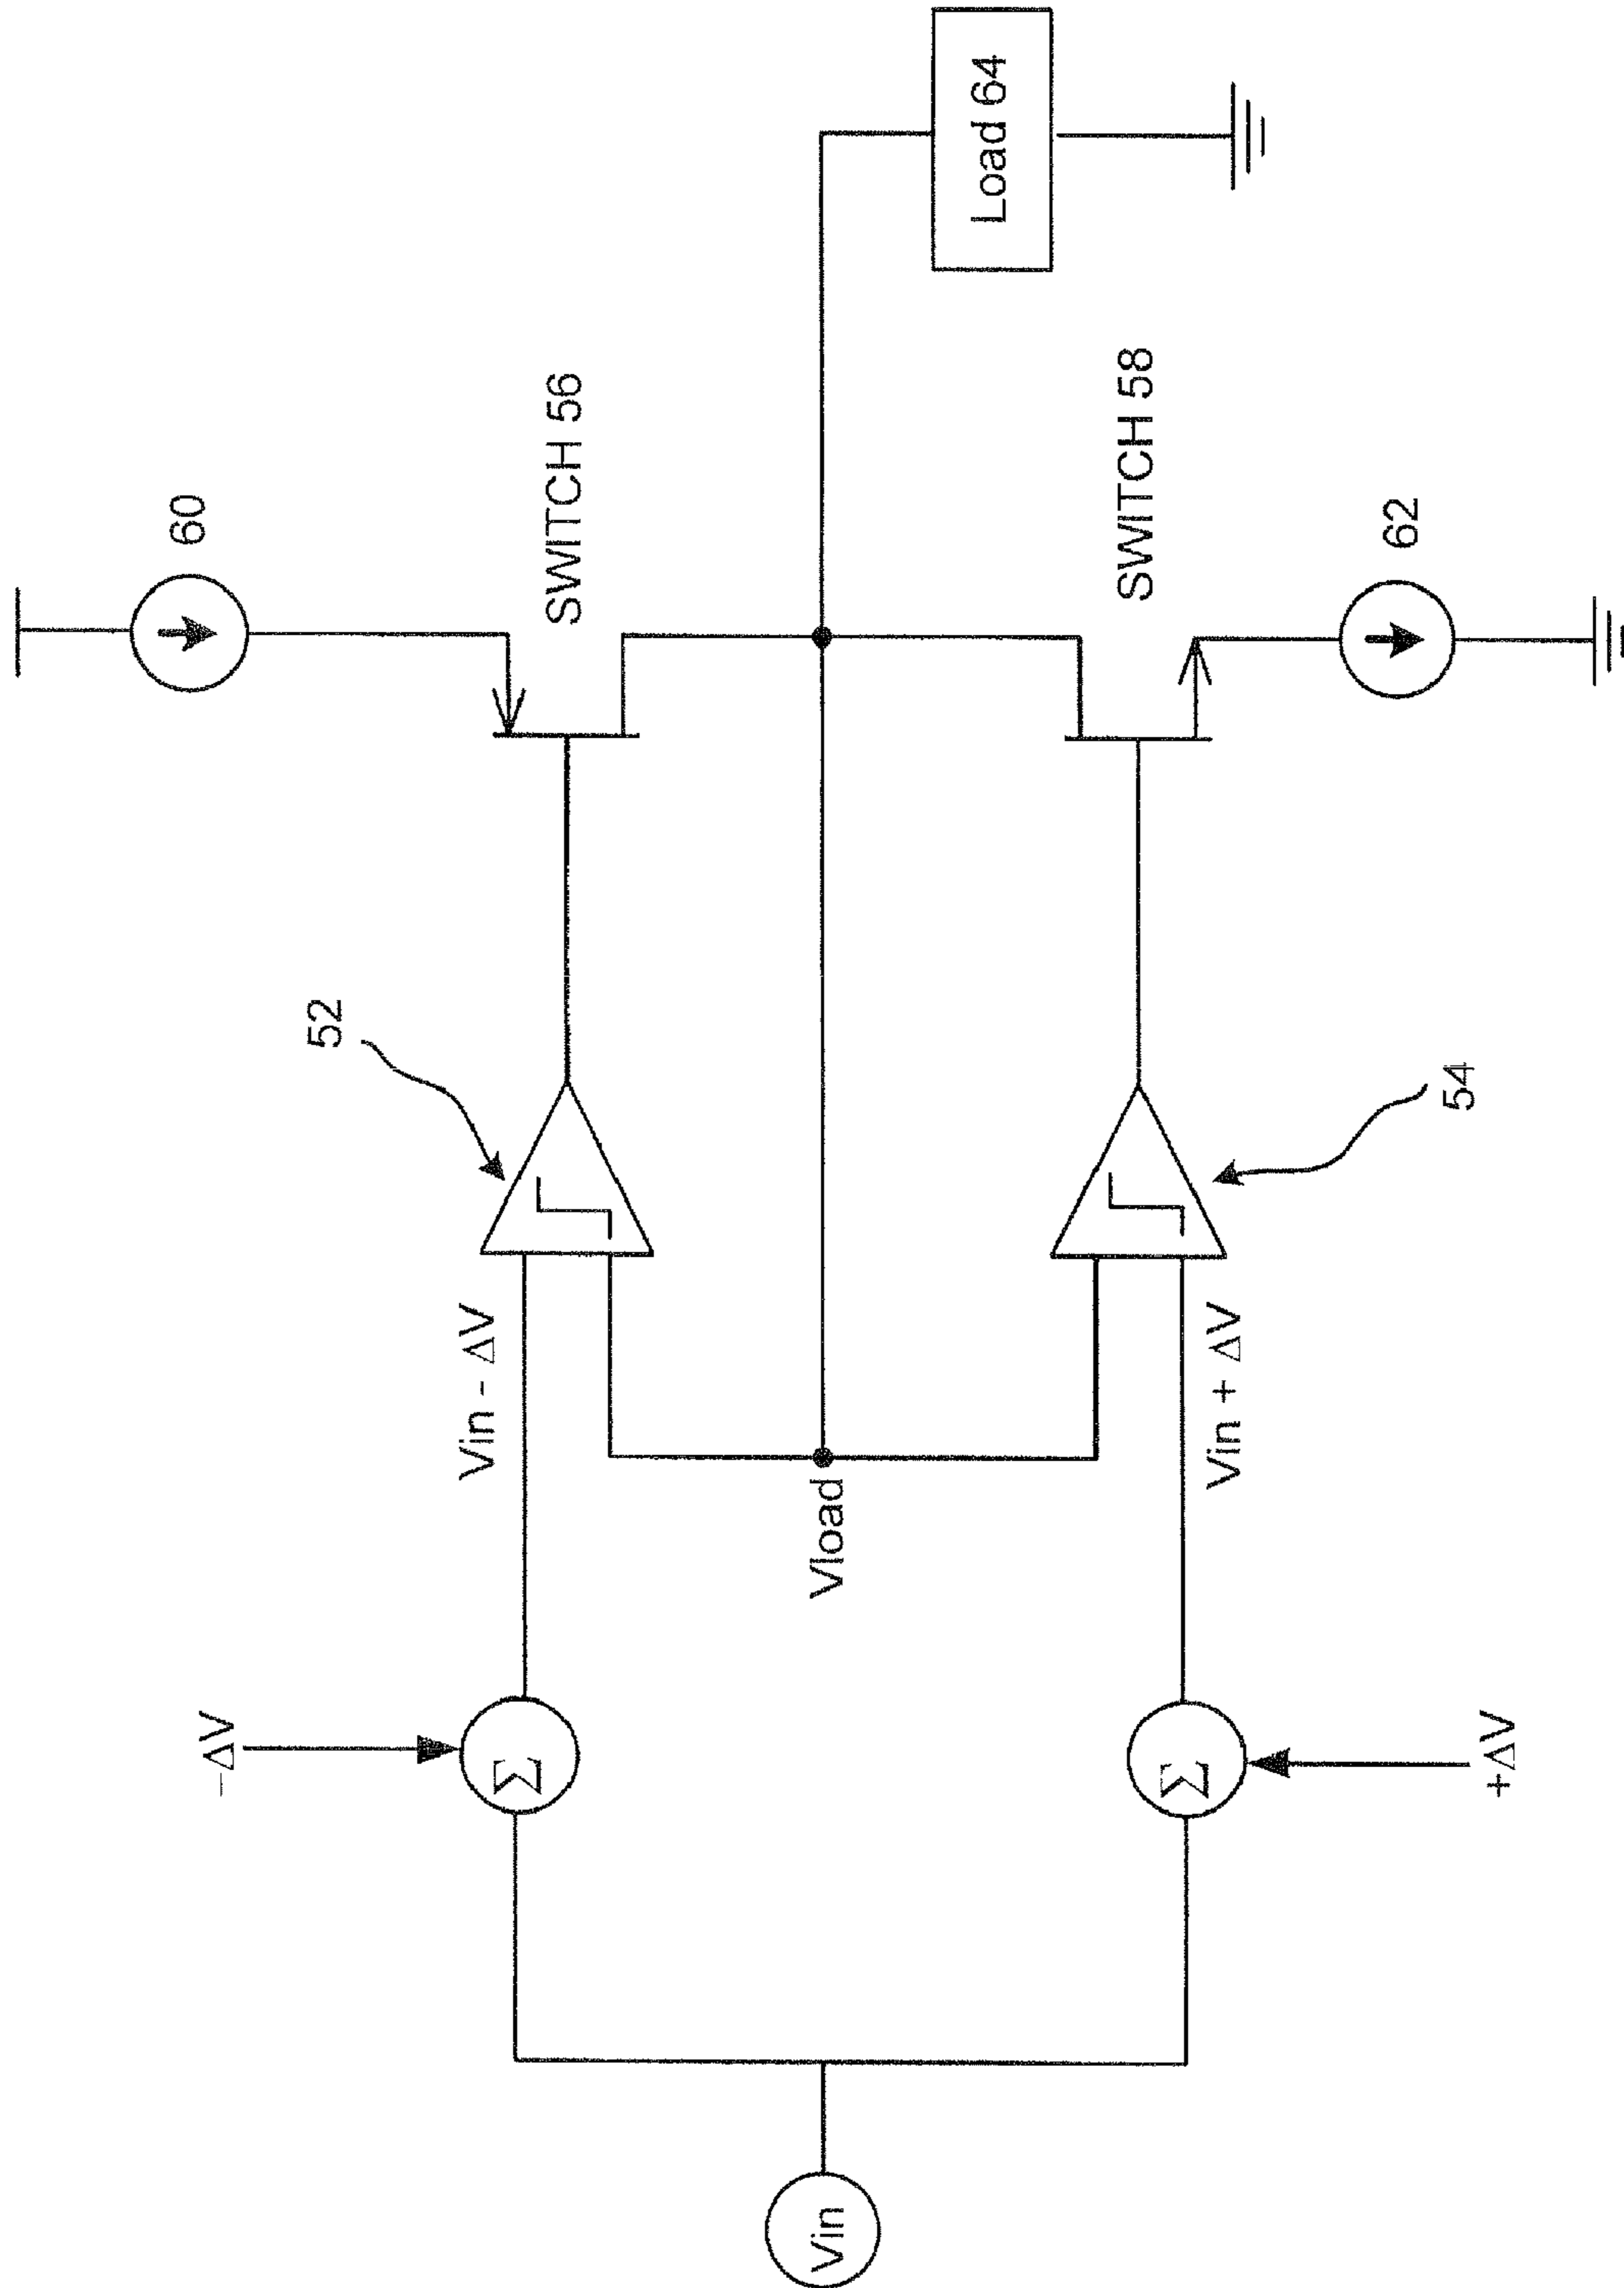 60
SWITCH 56
52
Vin - ΔV
–ΔV
Σ
Load 64
Vload
Vin
SWITCH 58
62
54
Vin + ΔV
Σ
+ΔV